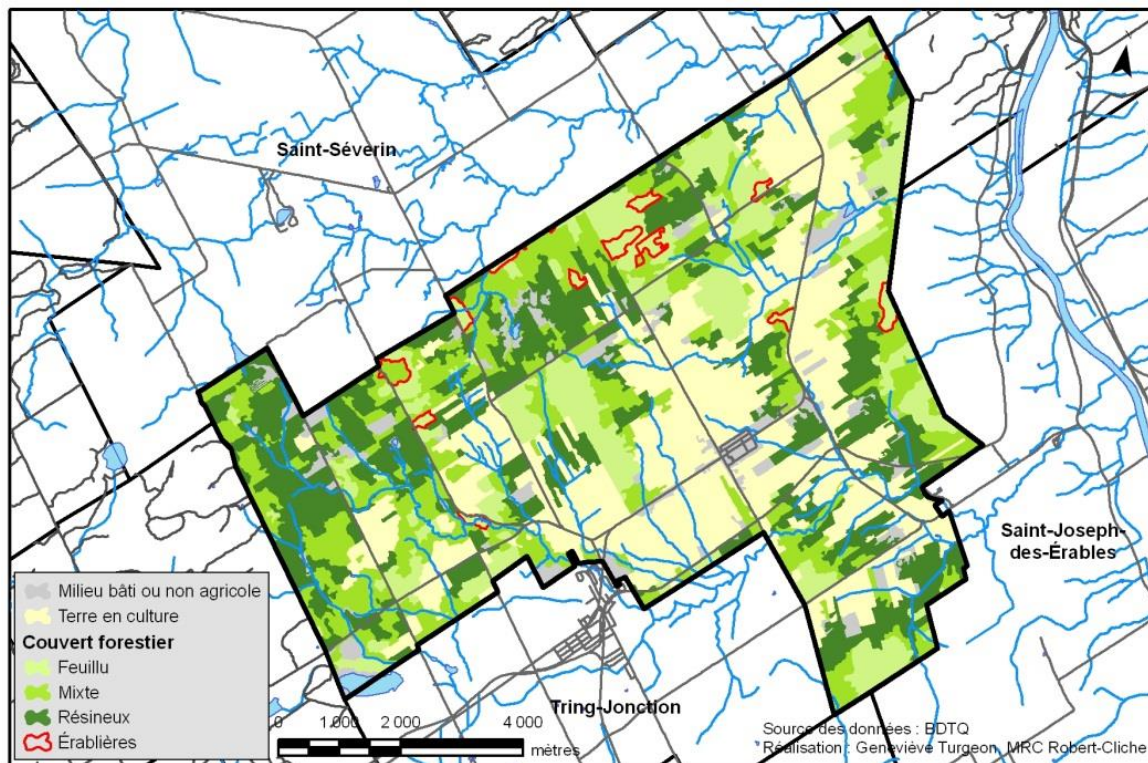 Saint-Séverin
Saint-Joseph-
des-Érables
Milieu bâti ou non agricole
Terre en culture
Couvert forestier
Feuillu
Mixte
Résineux
Érablières
Tring-Jonction
0 1 000 2 000 4 000
mètres
Source des données : BDTQ
Réalisation : Geneviève Turgeon, MRC Robert-Cliche